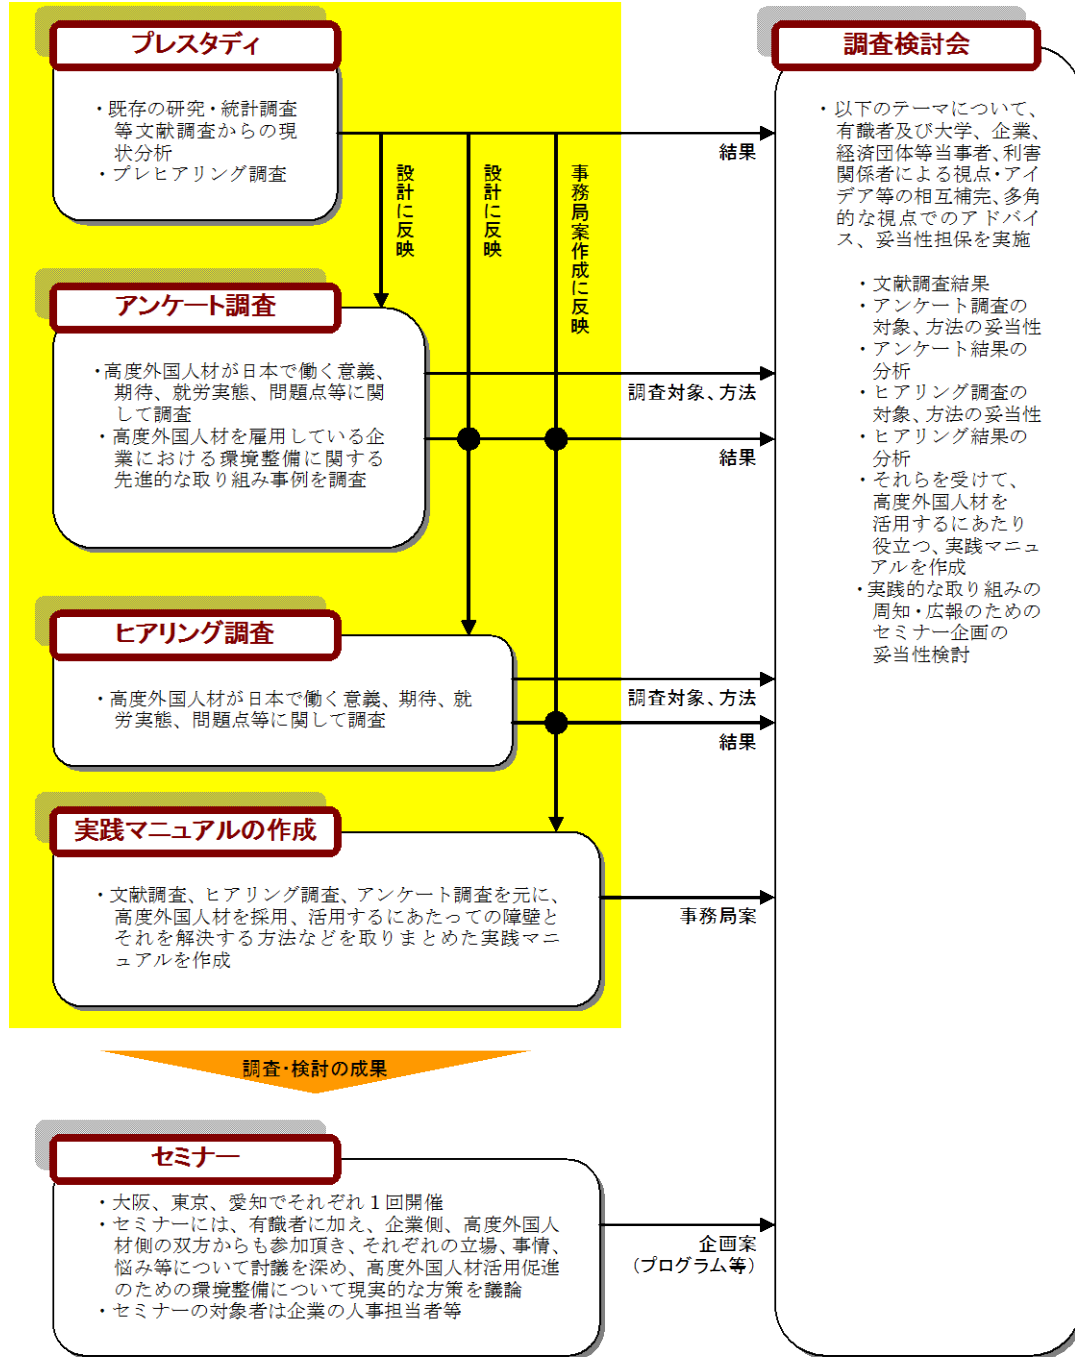 プレスタディ
・既存の研究・統計調査
等文献調査からの現
状分析
・プレヒアリング調査
設計に反映
設計に反映
事務局案作成に反映
結果
アンケート調査
・高度外国人材が日本で働く意義、
期待、就労実態、問題点等に関
して調査
・高度外国人材を雇用している企
業における環境整備に関する
先進的な取り組み事例を調査
調査対象、方法
結果
ヒアリング調査
・高度外国人材が日本で働く意義、期待、就
労実態、問題点等に関して調査
調査対象、方法
結果
実践マニュアルの作成
・文献調査、ヒアリング調査、アンケート調査を元に、
高度外国人材を採用、活用するにあたっての障壁と
それを解決する方法などを取りまとめた実践マニ
ュアルを作成
事務局案
調査・検討の成果
セミナー
・大阪、東京、愛知でそれぞれ１回開催
・セミナーには、有識者に加え、企業側、高度外国人
材側の双方からも参加頂き、それぞれの立場、事情、
悩み等について討議を深め、高度外国人材活用促進
のための環境整備について現実的な方策を議論
・セミナーの対象者は企業の人事担当者等
企画案
（プログラム等）
調査検討会
・以下のテーマについて、
有識者及び大学、企業、
経済団体等当事者、利害
関係者による視点・アイ
デア等の相互補完、多角
的な視点でのアドバイ
ス、妥当性担保を実施
・文献調査結果
・アンケート調査の
対象、方法の妥当性
・アンケート結果の
分析
・ヒアリング調査の
対象、方法の妥当性
・ヒアリング結果の
分析
・それらを受けて、
高度外国人材を
活用するにあたり
役立つ、実践マニュ
アルを作成
・実践的な取り組みの
周知・広報のための
セミナー企画の
妥当性検討